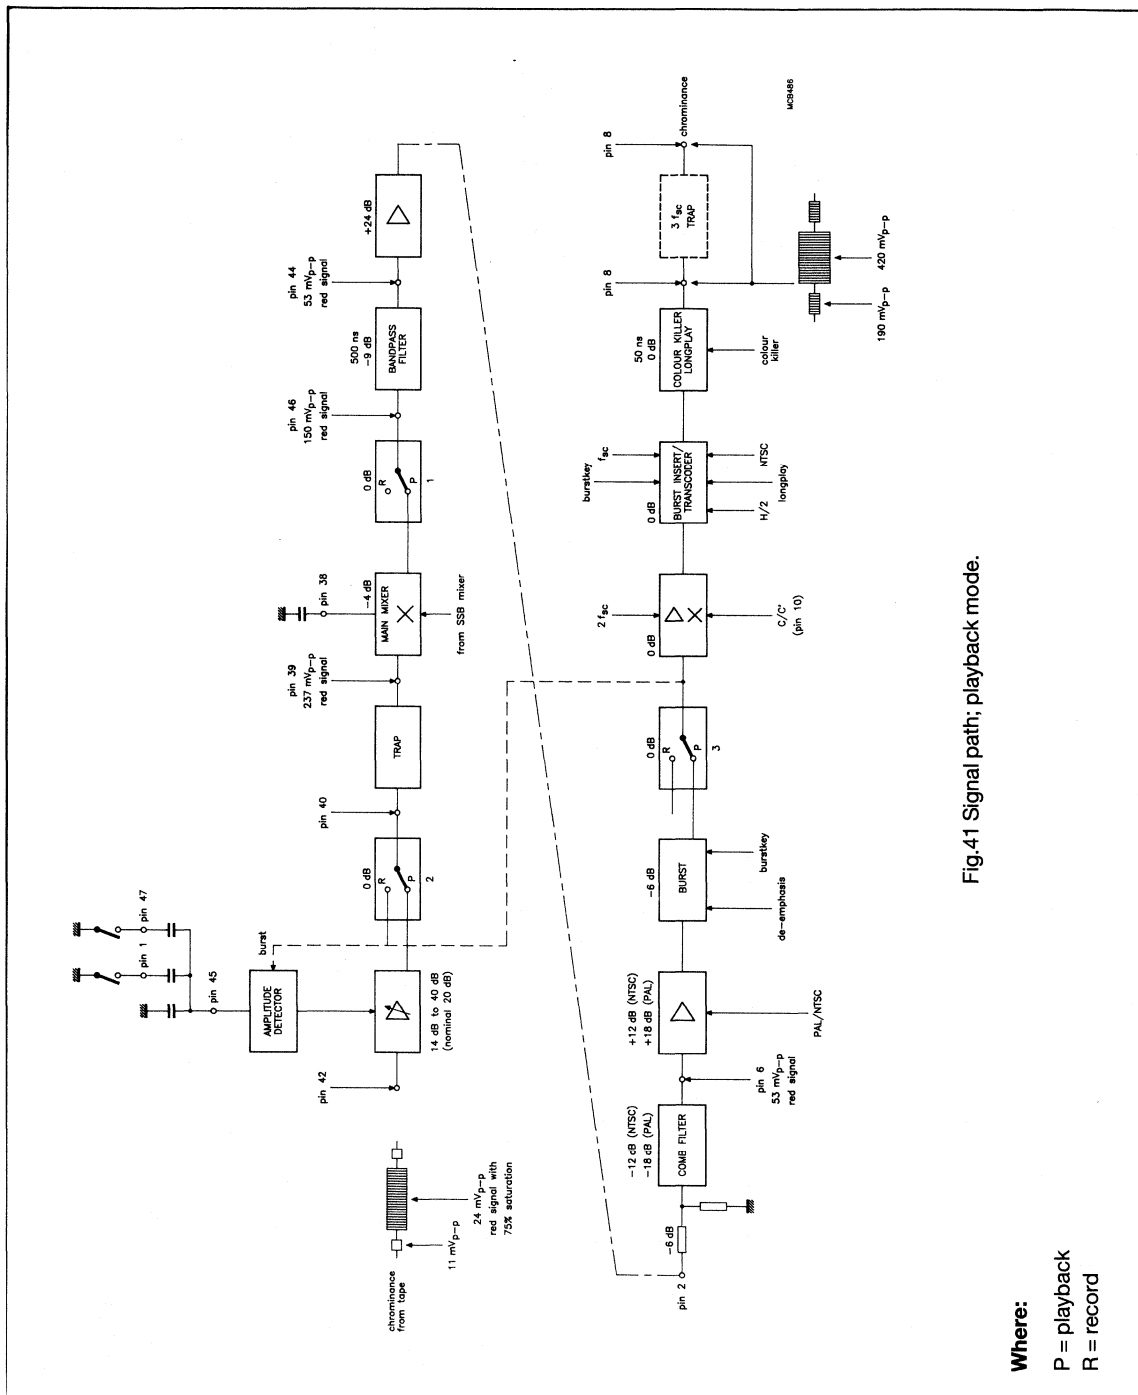 chrominance
from tape
11 mVp-p
24 mVp-p
red signal with
75% saturation
pin 42
14 dB to 40 dB
(nominal 20 dB)
AMPLITUDE
DETECTOR
burst
pin 45
pin 1
pin 47
0 dB
R
P
2
pin 40
TRAP
pin 39
237 mVp-p
red signal
MAIN MIXER
-4 dB
pin 38
from SSB mixer
0 dB
R
P
1
pin 46
150 mVp-p
red signal
500 ns
-9 dB
BANDPASS
FILTER
pin 44
53 mVp-p
red signal
+24 dB
pin 2
-6 dB
-12 dB (NTSC)
-18 dB (PAL)
COMB FILTER
pin 6
53 mVp-p
red signal
+12 dB (NTSC)
+18 dB (PAL)
PAL/NTSC
-6 dB
BURST
de-emphasis
burstkey
0 dB
R
P
3
0 dB
2 fsc
C/C'
(pin 10)
0 dB
BURST INSERT/
TRANSCODER
burstkey
fsc
H/2
longplay
NTSC
50 ns
0 dB
COLOUR KILLER
LONGPLAY
colour
killer
pin 8
3 fsc
TRAP
pin 8
chrominance
190 mVp-p
420 mVp-p
MCB486
Fig.41 Signal path; playback mode.
Where:
P = playback
R = record